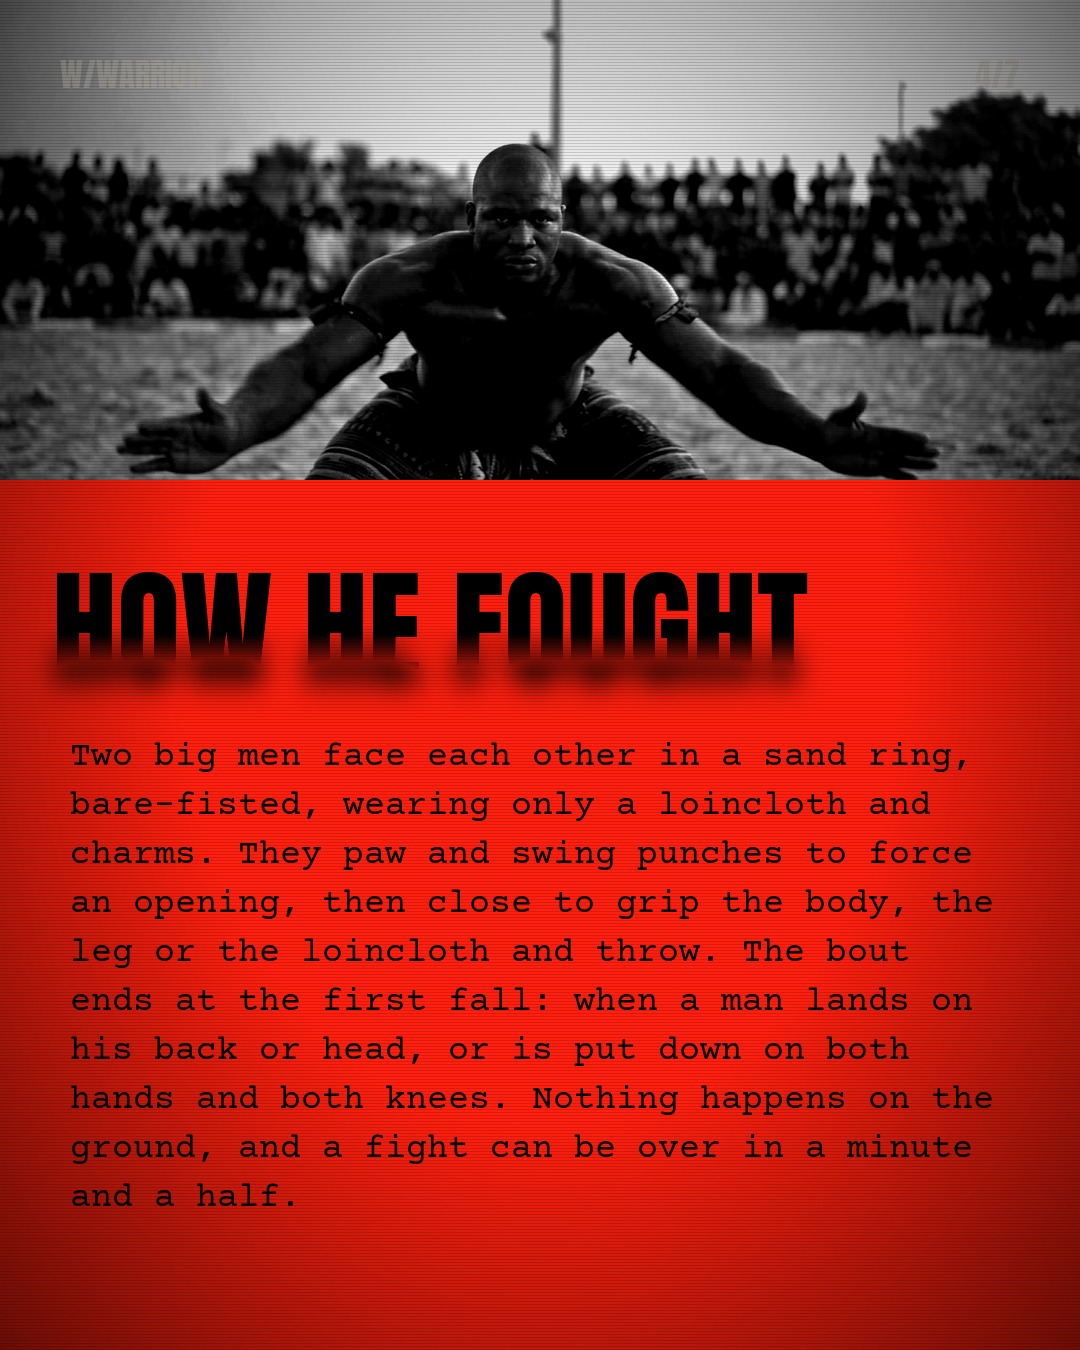 W/WARRIOR
4/7
HOW HE FOUGHT
Two big men face each other in a sand ring,
bare-fisted, wearing only a loincloth and
charms. They paw and swing punches to force
an opening, then close to grip the body, the
leg or the loincloth and throw. The bout
ends at the first fall: when a man lands on
his back or head, or is put down on both
hands and both knees. Nothing happens on the
ground, and a fight can be over in a minute
and a half.